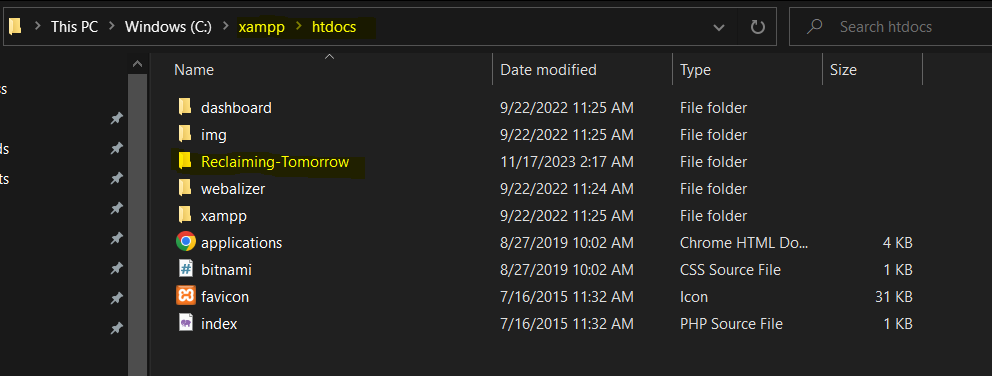 This PC > Windows (C:) > xampp > htdocs
Search htdocs
Name Date modified Type Size
dashboard 9/22/2022 11:25 AM File folder
img 9/22/2022 11:25 AM File folder
Reclaiming-Tomorrow 11/17/2023 2:17 AM File folder
webalizer 9/22/2022 11:24 AM File folder
xampp 9/22/2022 11:25 AM File folder
applications 8/27/2019 10:02 AM Chrome HTML Do... 4 KB
bitnami 8/27/2019 10:02 AM CSS Source File 1 KB
favicon 7/16/2015 11:32 AM Icon 31 KB
index 7/16/2015 11:32 AM PHP Source File 1 KB